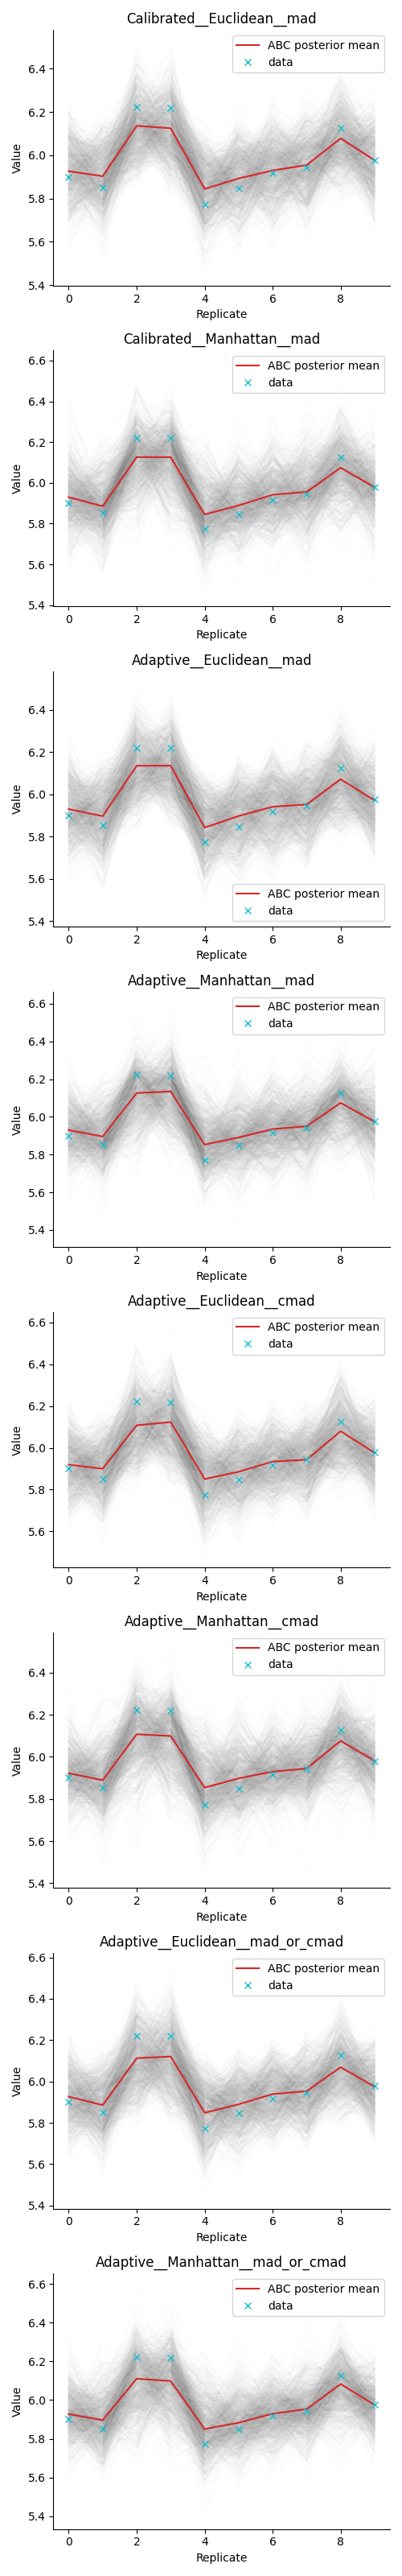 Calibrated__Euclidean__mad
ABC posterior mean
data
6.4
6.2
6.0
5.8
5.6
5.4
Value
0 2 4 6 8
Replicate
Calibrated__Manhattan__mad
ABC posterior mean
data
6.6
6.4
6.2
6.0
5.8
5.6
5.4
Value
0 2 4 6 8
Replicate
Adaptive__Euclidean__mad
6.4
6.2
6.0
5.8
5.6
5.4
Value
ABC posterior mean
data
0 2 4 6 8
Replicate
Adaptive__Manhattan__mad
ABC posterior mean
data
6.6
6.4
6.2
6.0
5.8
5.6
5.4
Value
0 2 4 6 8
Replicate
Adaptive__Euclidean__cmad
ABC posterior mean
data
6.6
6.4
6.2
6.0
5.8
5.6
Value
0 2 4 6 8
Replicate
Adaptive__Manhattan__cmad
ABC posterior mean
data
6.4
6.2
6.0
5.8
5.6
5.4
Value
0 2 4 6 8
Replicate
Adaptive__Euclidean__mad_or_cmad
ABC posterior mean
data
6.6
6.4
6.2
6.0
5.8
5.6
5.4
Value
0 2 4 6 8
Replicate
Adaptive__Manhattan__mad_or_cmad
ABC posterior mean
data
6.6
6.4
6.2
6.0
5.8
5.6
5.4
Value
0 2 4 6 8
Replicate